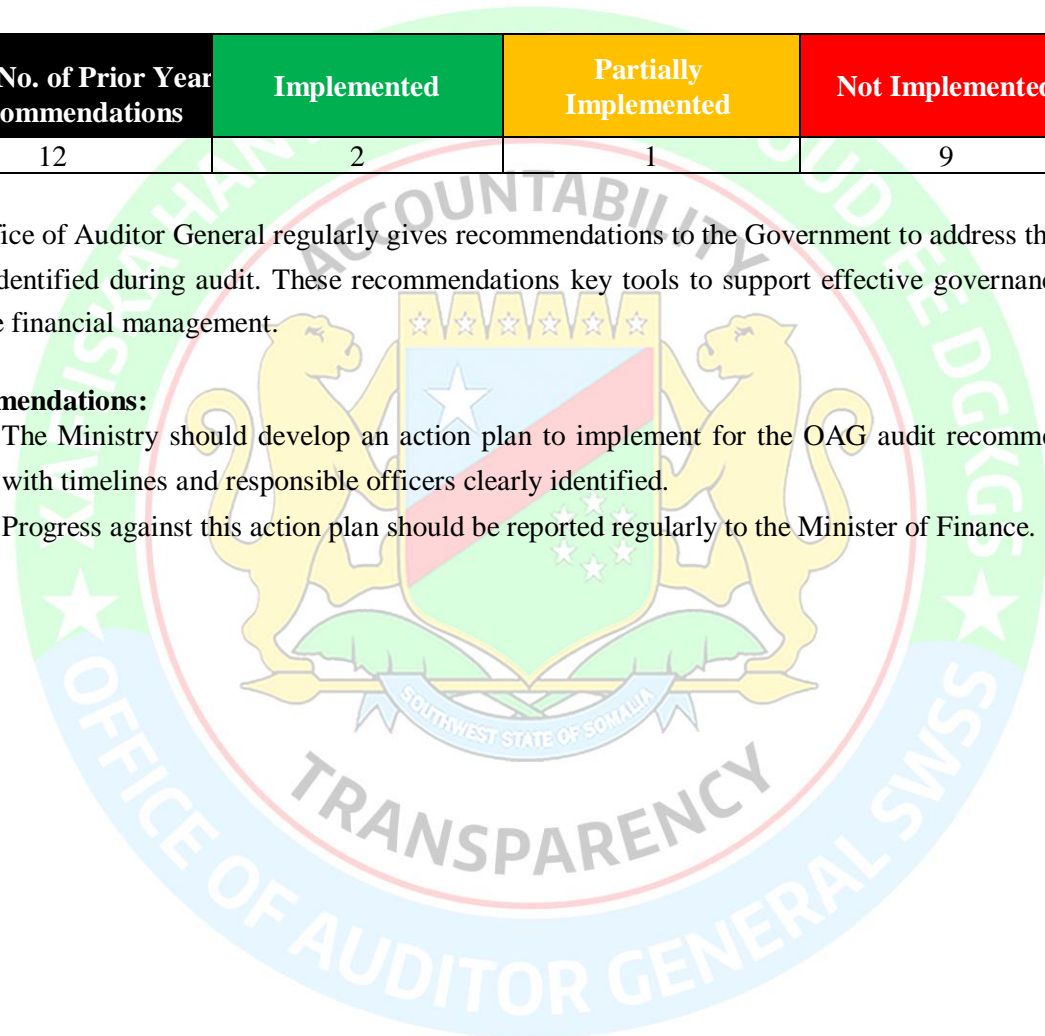 No. of Prior Year Implemented Partially Implemented Not Implemented
ommendations
12 2 1 9
fice of Auditor General regularly gives recommendations to the Government to address th
dentified during audit. These recommendations key tools to support effective governanc
e financial management.
mendations:
The Ministry should develop an action plan to implement for the OAG audit recomme
with timelines and responsible officers clearly identified.
Progress against this action plan should be reported regularly to the Minister of Finance.
ACCOUNTABILITY
SOUTHWEST STATE OF SOMALIA
TRANSPARENCY
OFFICE OF AUDITOR GENERAL SWSS